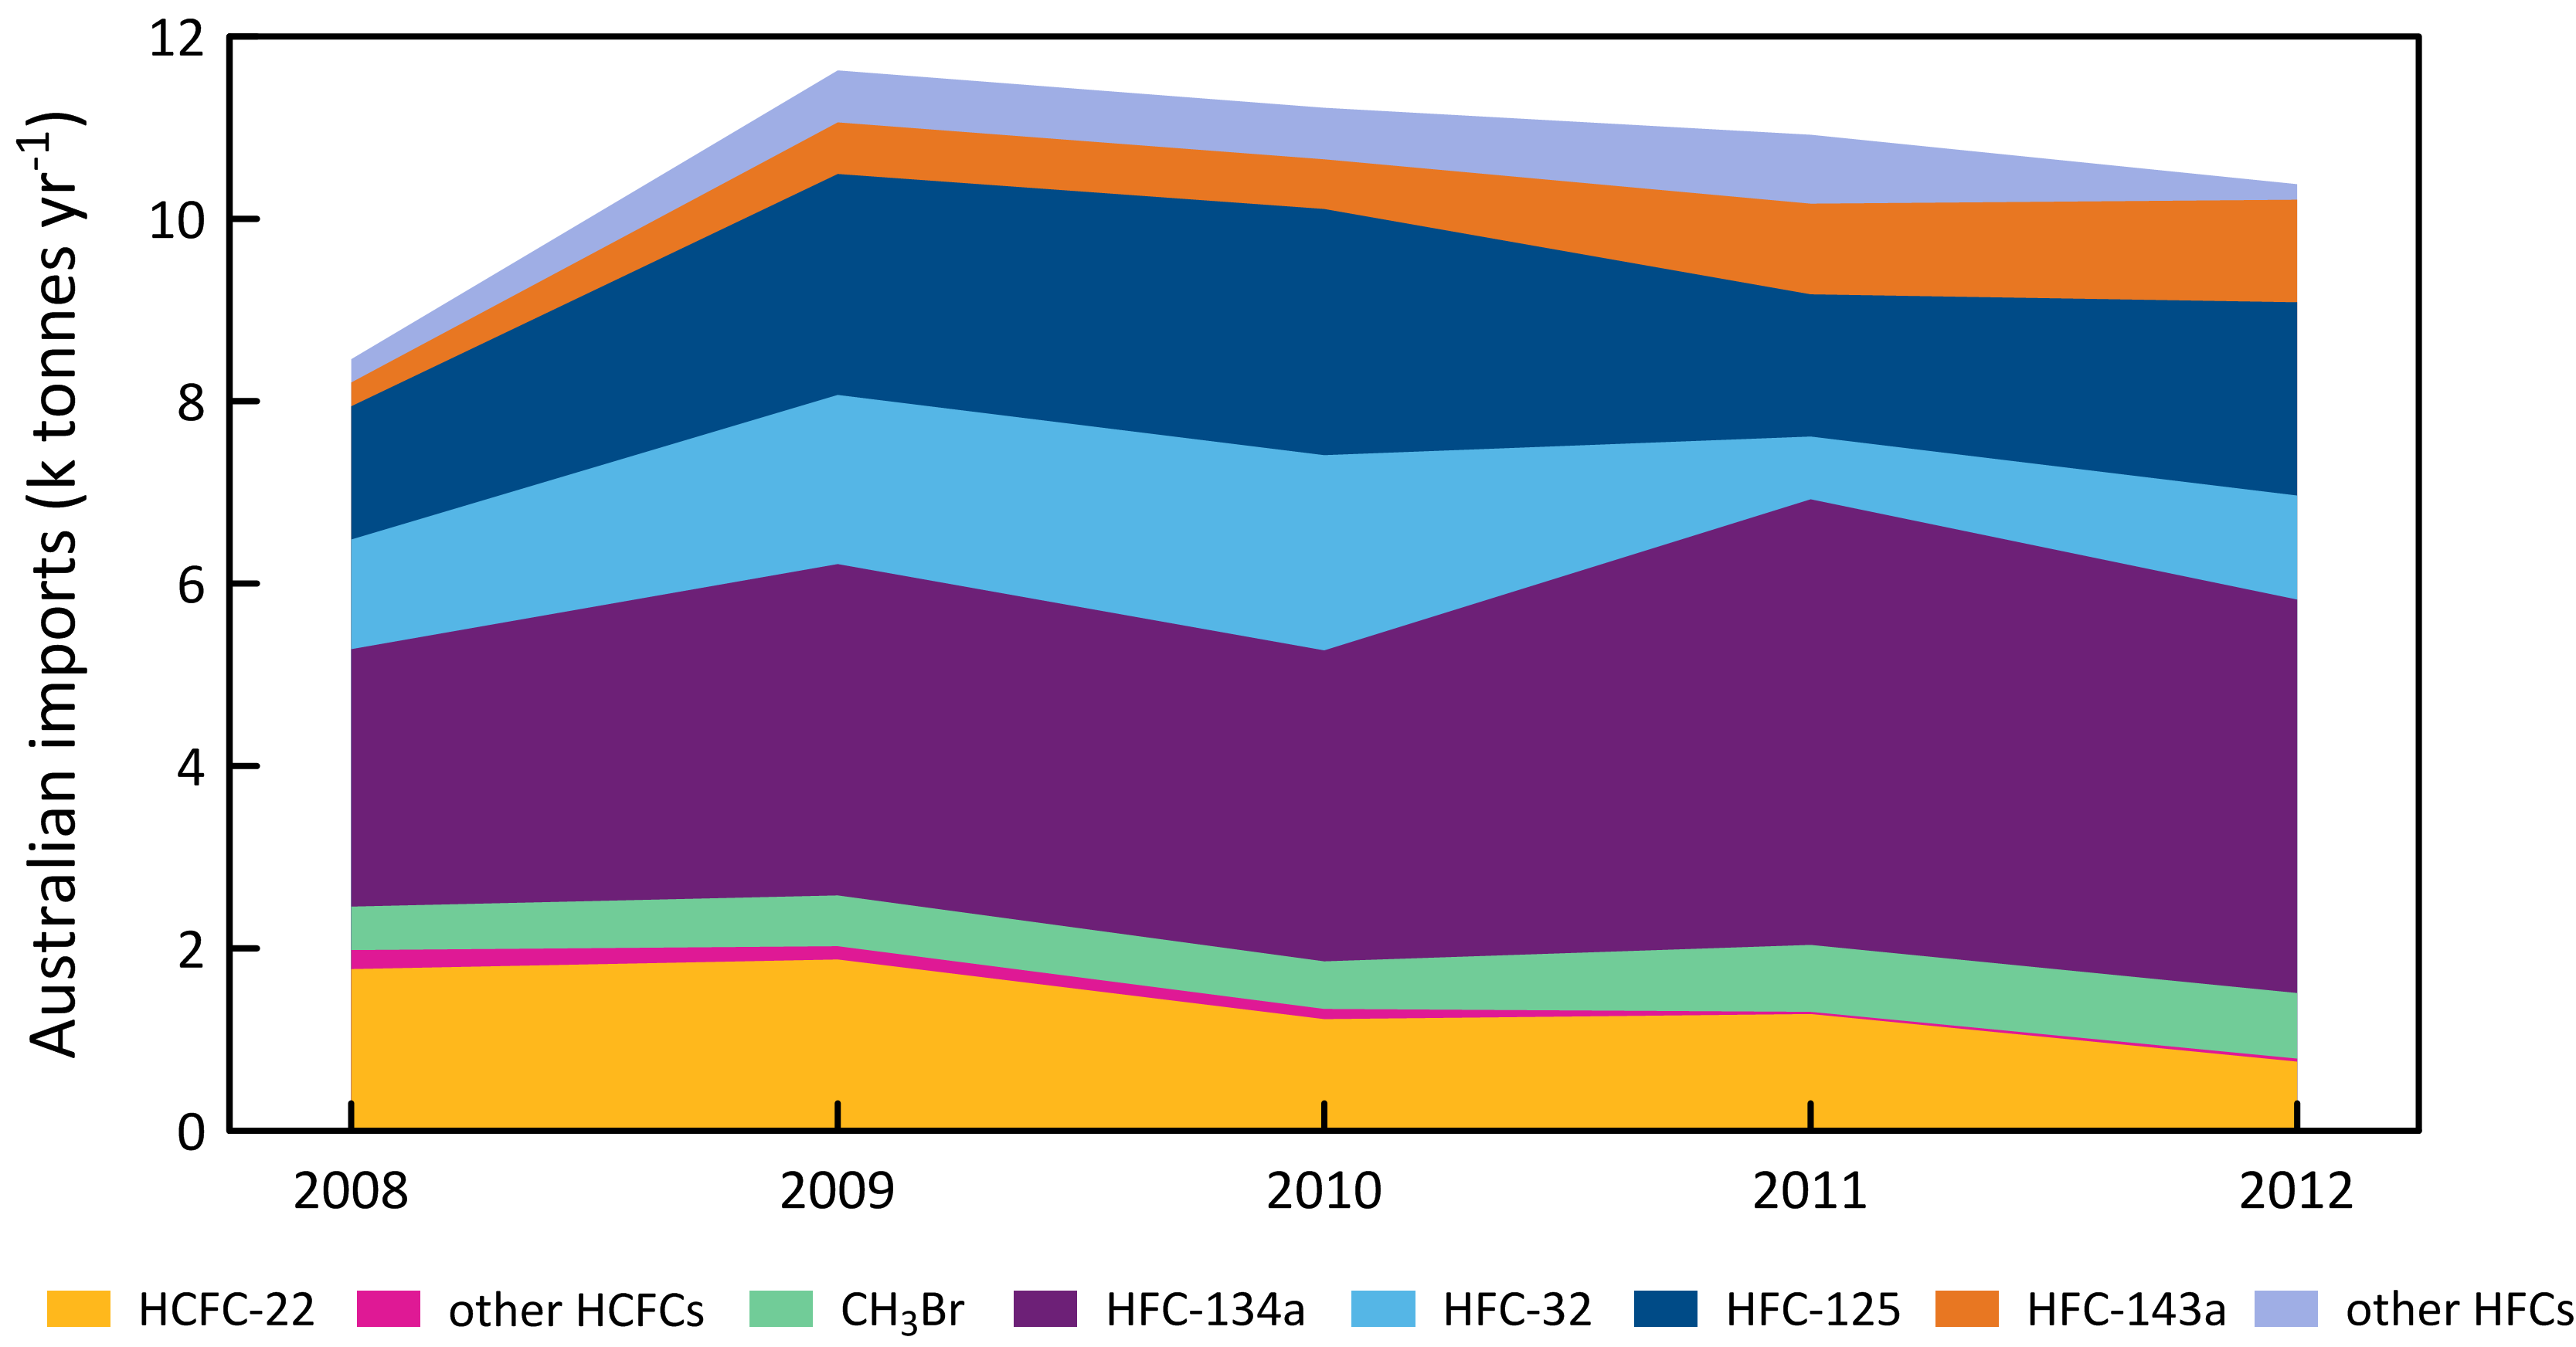 Australian imports (k tonnes yr⁻¹)
12
10
8
6
4
2
0
2008 2009 2010 2011 2012
HCFC-22 other HCFCs CH₃Br HFC-134a HFC-32 HFC-125 HFC-143a other HFCs